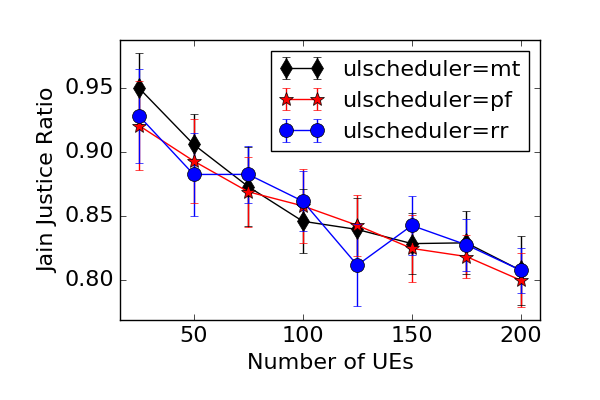 ulscheduler=mt
ulscheduler=pf
ulscheduler=rr
Jain Justice Ratio
0.95
0.90
0.85
0.80
50 100 150 200
Number of UEs